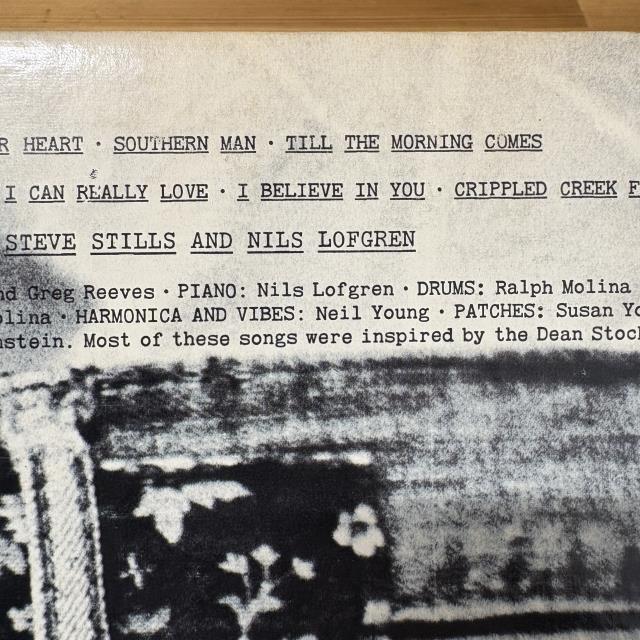 R HEART · SOUTHERN MAN · TILL THE MORNING COMES
I CAN REALLY LOVE · I BELIEVE IN YOU · CRIPPLED CREEK F
STEVE STILLS AND NILS LOFGREN
nd Greg Reeves · PIANO: Nils Lofgren · DRUMS: Ralph Molina
olina · HARMONICA AND VIBES: Neil Young · PATCHES: Susan Yo
nstein. Most of these songs were inspired by the Dean Stoc